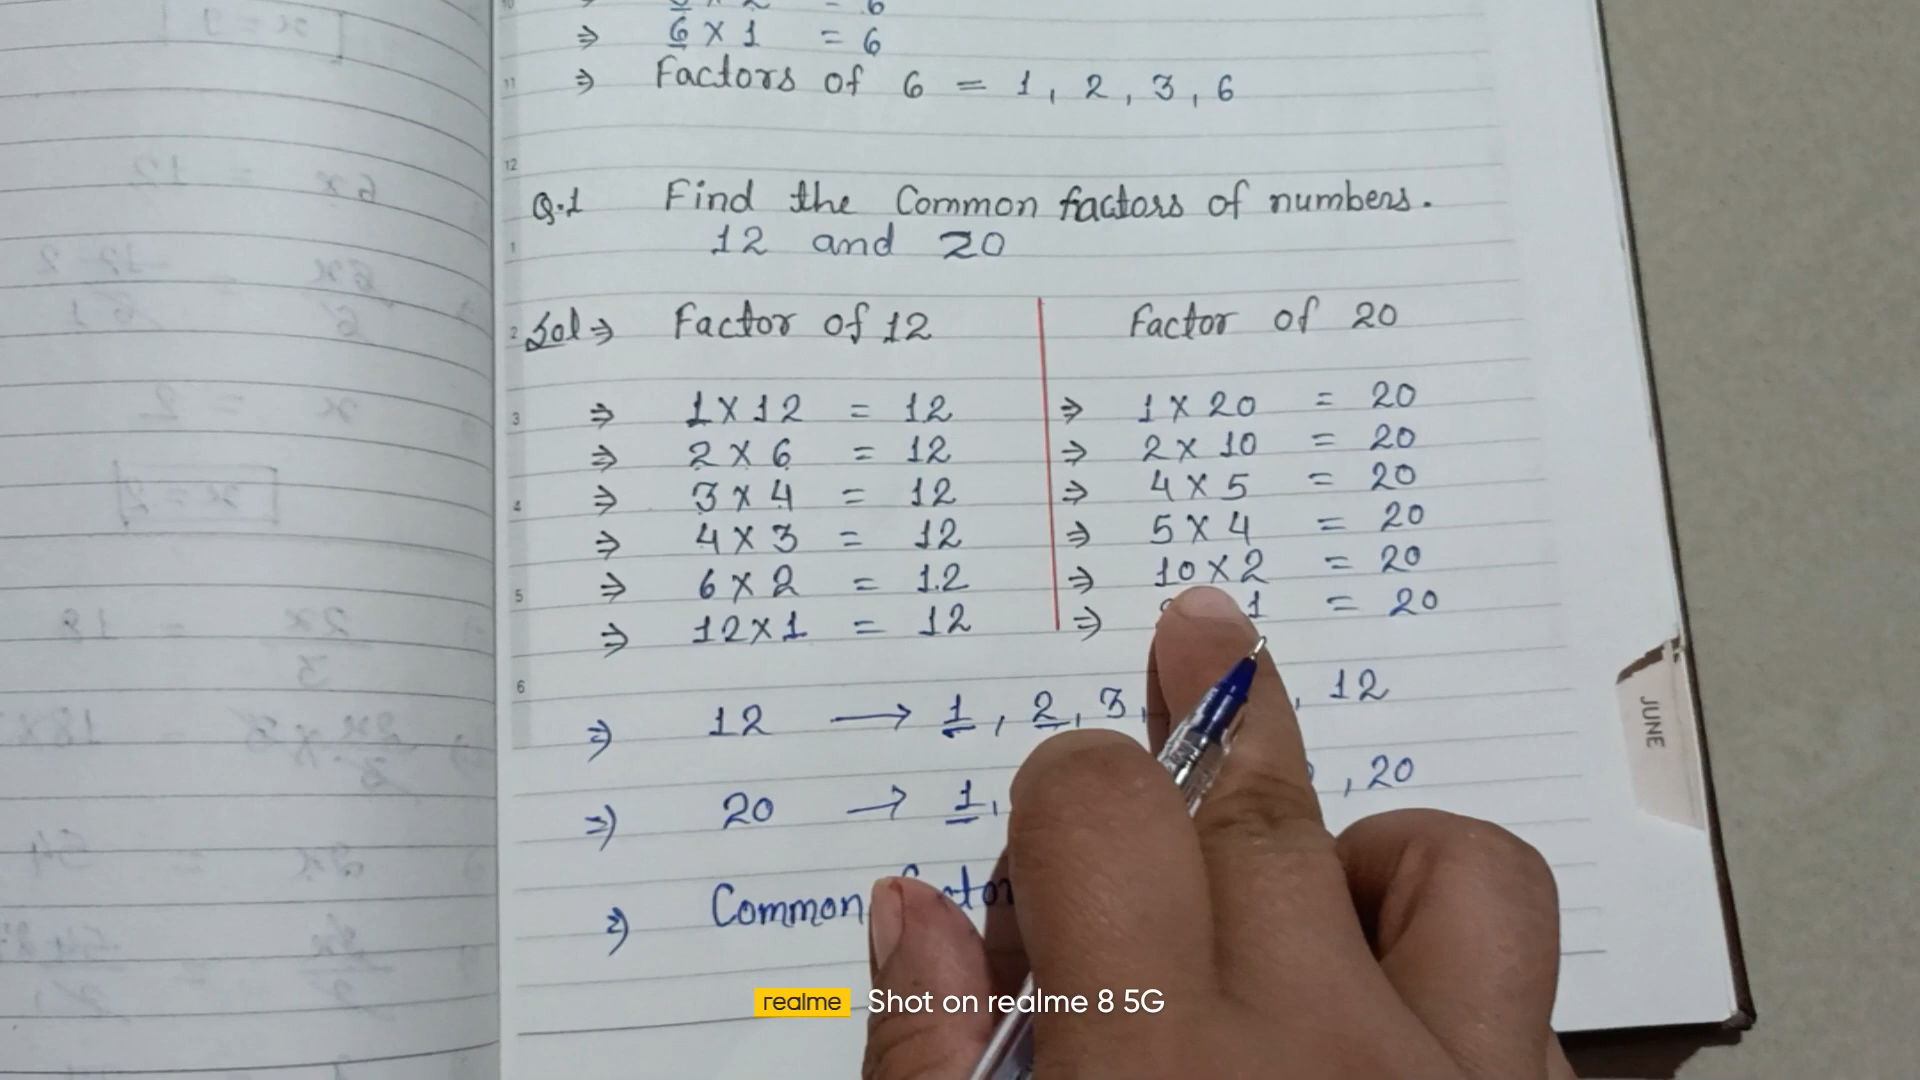 ⇒ 6 × 1 = 6
⇒ Factors of 6 = 1, 2, 3, 6
Q.1 Find the Common factors of numbers.
12 and 20
Sol ⇒ Factor of 12
⇒ 1 × 12 = 12
⇒ 2 × 6 = 12
⇒ 3 × 4 = 12
⇒ 4 × 3 = 12
⇒ 6 × 2 = 12
⇒ 12 × 1 = 12
Factor of 20
⇒ 1 × 20 = 20
⇒ 2 × 10 = 20
⇒ 4 × 5 = 20
⇒ 5 × 4 = 20
⇒ 10 × 2 = 20
⇒ 1 = 20
⇒ 12 → 1, 2, 3, , 12
⇒ 20 → 1, , 20
⇒ Common
JUNE
realme Shot on realme 8 5G